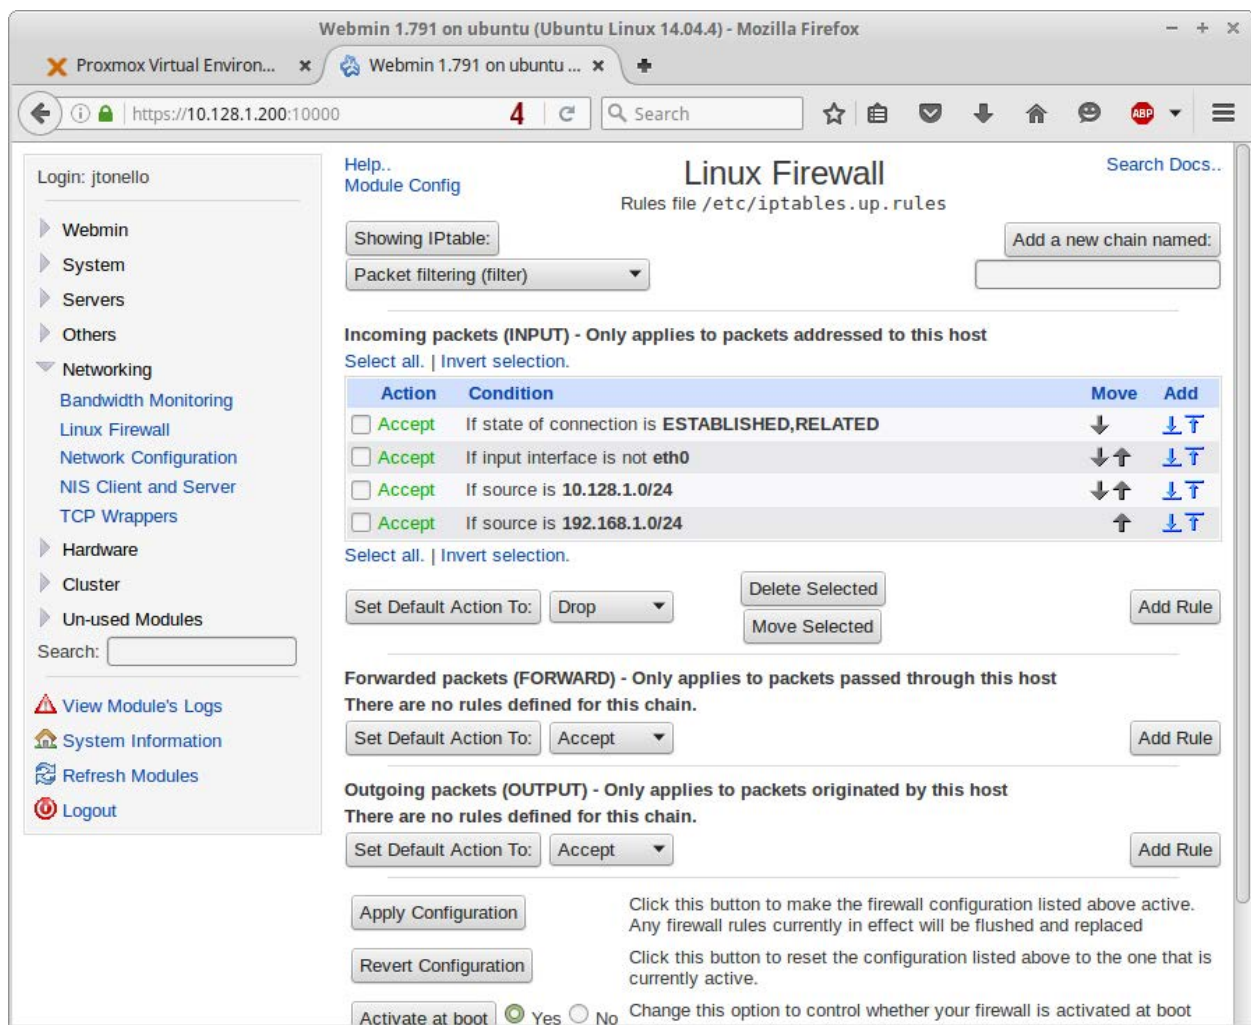 Webmin 1.791 on ubuntu (Ubuntu Linux 14.04.4) - Mozilla Firefox
Proxmox Virtual Environ...
Webmin 1.791 on ubuntu ...
https://10.128.1.200:10000
4
Search
ABP
Login: jtonello
Webmin
System
Servers
Others
Networking
Bandwidth Monitoring
Linux Firewall
Network Configuration
NIS Client and Server
TCP Wrappers
Hardware
Cluster
Un-used Modules
Search:
View Module's Logs
System Information
Refresh Modules
Logout
Help..
Module Config
Linux Firewall
Rules file /etc/iptables.up.rules
Search Docs..
Showing IPtable:
Packet filtering (filter)
Add a new chain named:
Incoming packets (INPUT) - Only applies to packets addressed to this host
Select all. | Invert selection.
Action Condition Move Add
Accept If state of connection is ESTABLISHED,RELATED
Accept If input interface is not eth0
Accept If source is 10.128.1.0/24
Accept If source is 192.168.1.0/24
Select all. | Invert selection.
Set Default Action To: Drop
Delete Selected
Move Selected
Add Rule
Forwarded packets (FORWARD) - Only applies to packets passed through this host
There are no rules defined for this chain.
Set Default Action To: Accept Add Rule
Outgoing packets (OUTPUT) - Only applies to packets originated by this host
There are no rules defined for this chain.
Set Default Action To: Accept Add Rule
Apply Configuration
Click this button to make the firewall configuration listed above active.
Any firewall rules currently in effect will be flushed and replaced
Revert Configuration
Click this button to reset the configuration listed above to the one that is
currently active.
Activate at boot Yes No
Change this option to control whether your firewall is activated at boot